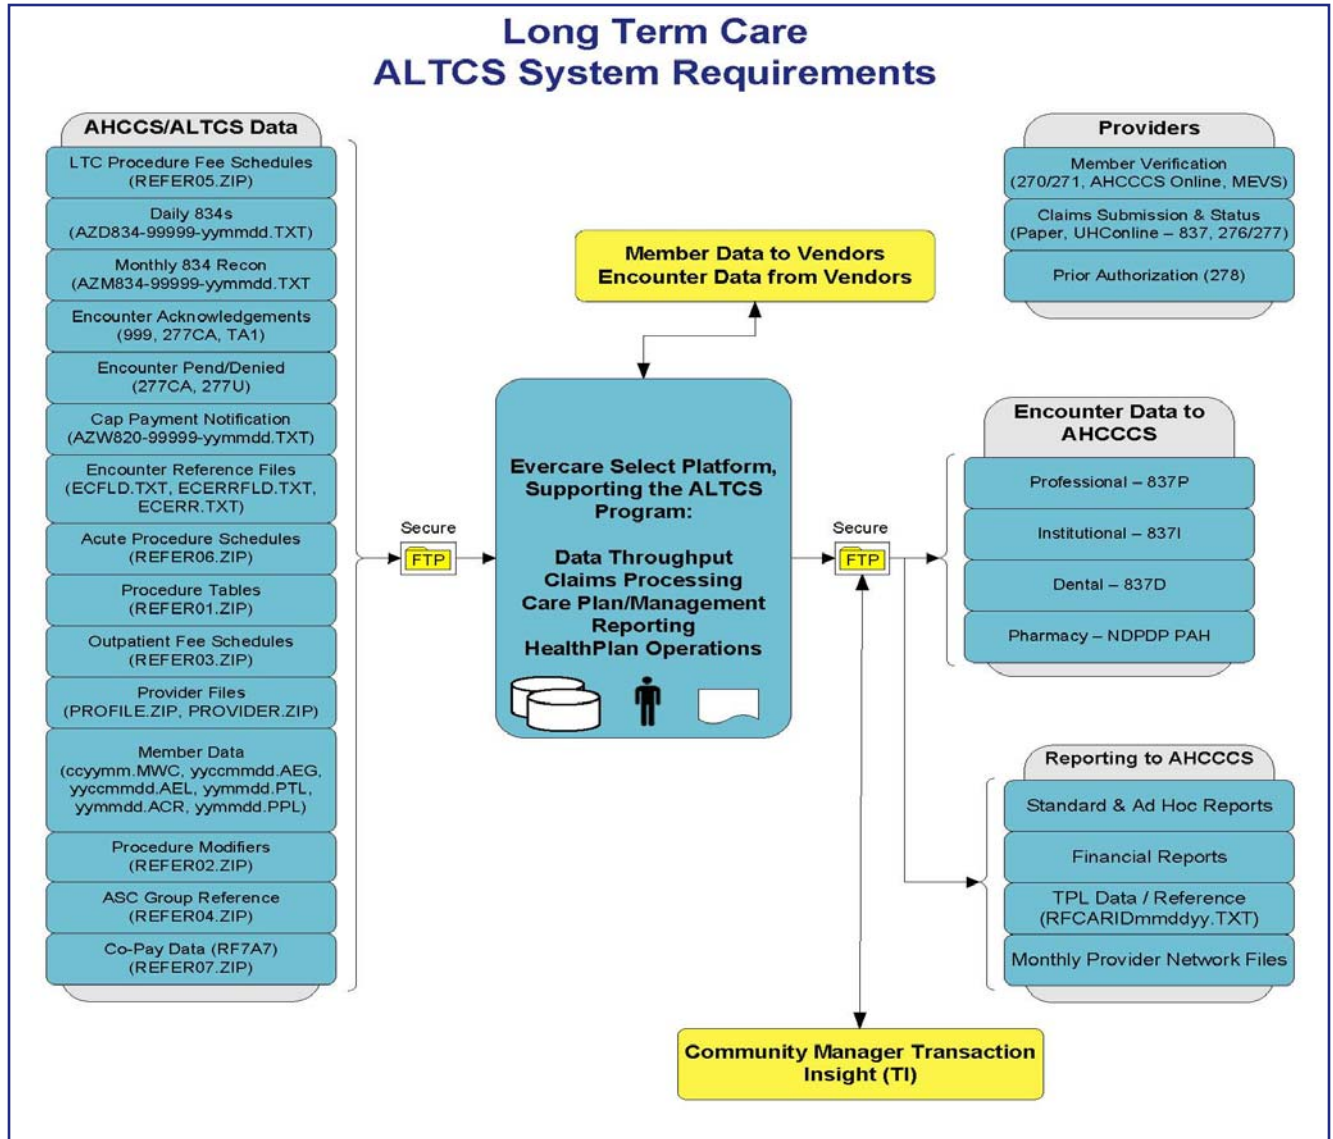 Long Term Care
ALTCS System Requirements
AHCCS/ALTCS Data
LTC Procedure Fee Schedules
(REFER05.ZIP)
Daily 834s
(AZD834-99999-yymmdd.TXT)
Monthly 834 Recon
(AZM834-99999-yymmdd.TXT
Encounter Acknowledgements
(999, 277CA, TA1)
Encounter Pend/Denied
(277CA, 277U)
Cap Payment Notification
(AZW820-99999-yymmdd.TXT)
Encounter Reference Files
(ECFLD.TXT, ECERRFLD.TXT,
ECERR.TXT)
Acute Procedure Schedules
(REFER06.ZIP)
Procedure Tables
(REFER01.ZIP)
Outpatient Fee Schedules
(REFER03.ZIP)
Provider Files
(PROFILE.ZIP, PROVIDER.ZIP)
Member Data
(ccyymm.MWC, yyccmmdd.AEG,
yyccmmdd.AEL, yymmdd.PTL,
yymmdd.ACR, yymmdd.PPL)
Procedure Modifiers
(REFER02.ZIP)
ASC Group Reference
(REFER04.ZIP)
Co-Pay Data (RF7A7)
(REFER07.ZIP)
Secure
FTP
Member Data to Vendors
Encounter Data from Vendors
Evercare Select Platform,
Supporting the ALTCS
Program:
Data Throughput
Claims Processing
Care Plan/Management
Reporting
HealthPlan Operations
Secure
FTP
Community Manager Transaction
Insight (TI)
Providers
Member Verification
(270/271, AHCCCS Online, MEVS)
Claims Submission & Status
(Paper, UHConline – 837, 276/277)
Prior Authorization (278)
Encounter Data to
AHCCCS
Professional – 837P
Institutional – 837I
Dental – 837D
Pharmacy – NDPDP PAH
Reporting to AHCCCS
Standard & Ad Hoc Reports
Financial Reports
TPL Data / Reference
(RFCARIDmmddyy.TXT)
Monthly Provider Network Files